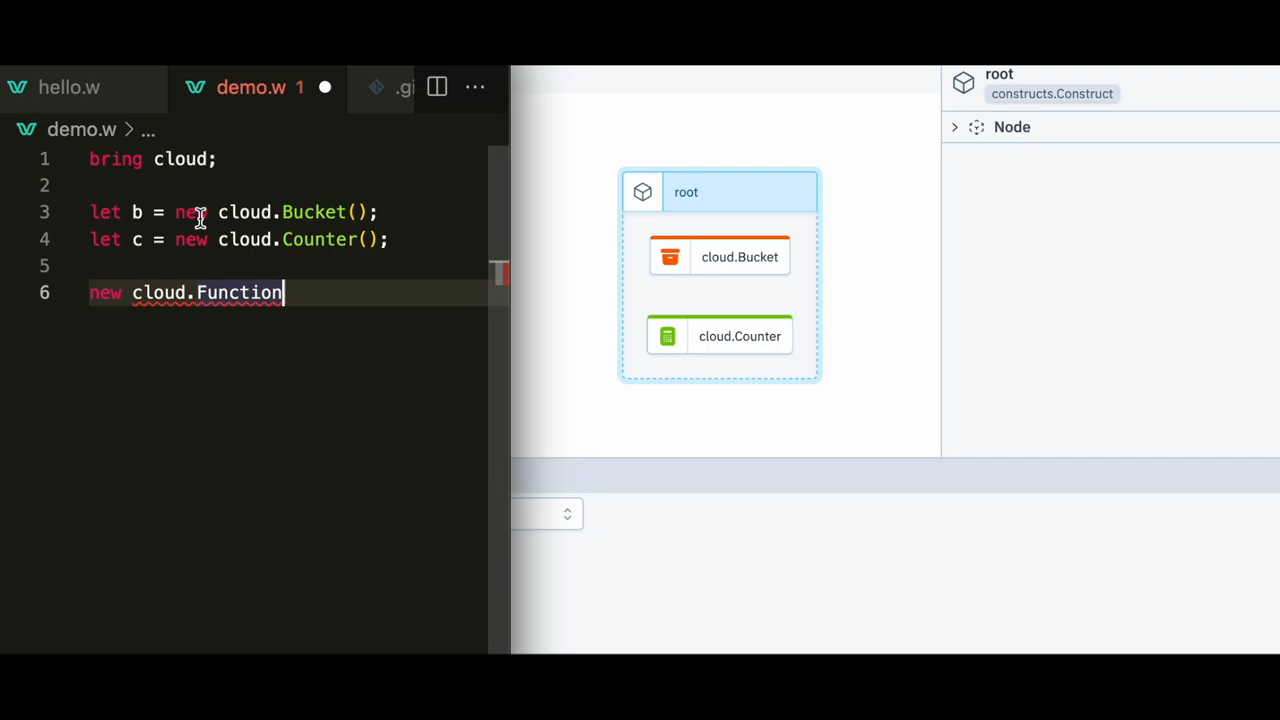 hello.w
demo.w 1
.gi
demo.w > ...
1 bring cloud;
2
3 let b = new cloud.Bucket();
4 let c = new cloud.Counter();
5
6 new cloud.Function
root
cloud.Bucket
cloud.Counter
root
constructs.Construct
Node